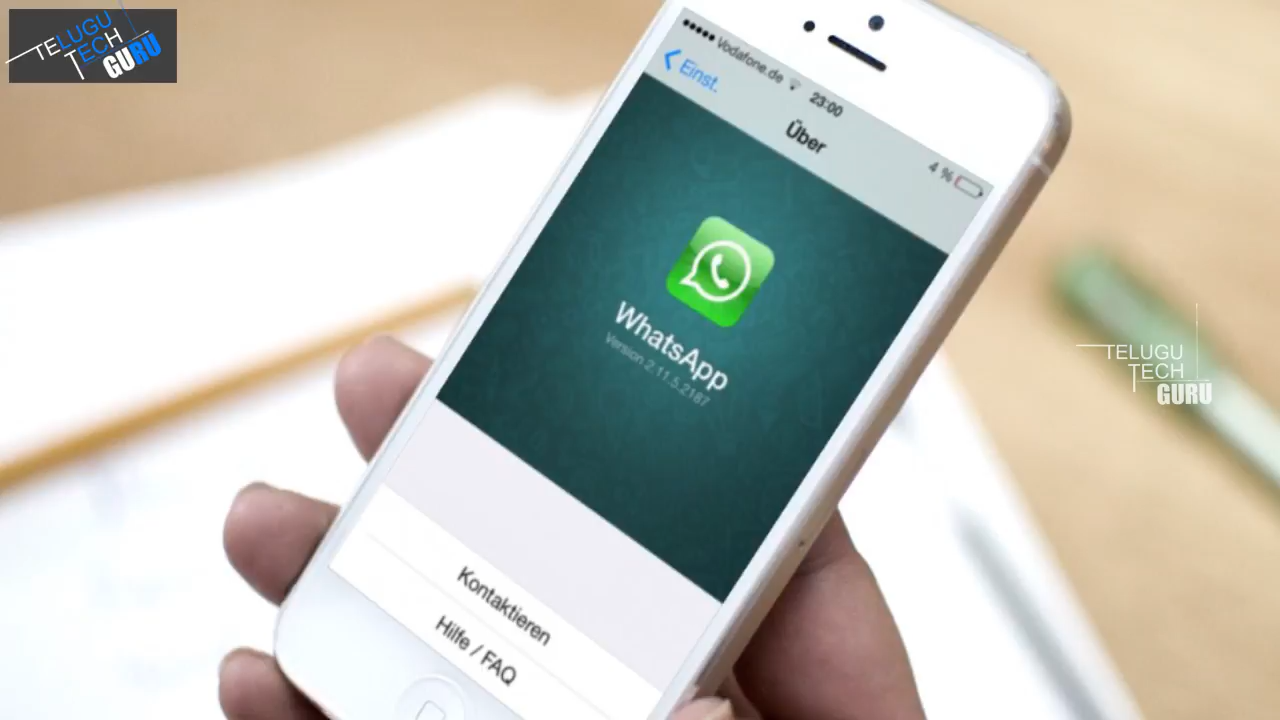 TELUGU
TECH
GURU
Vodafone.de
23:00
4 %
Einst.
Über
WhatsApp
Version 2.11.5.2187
Kontaktieren
Hilfe / FAQ
TELUGU
TECH
GURU